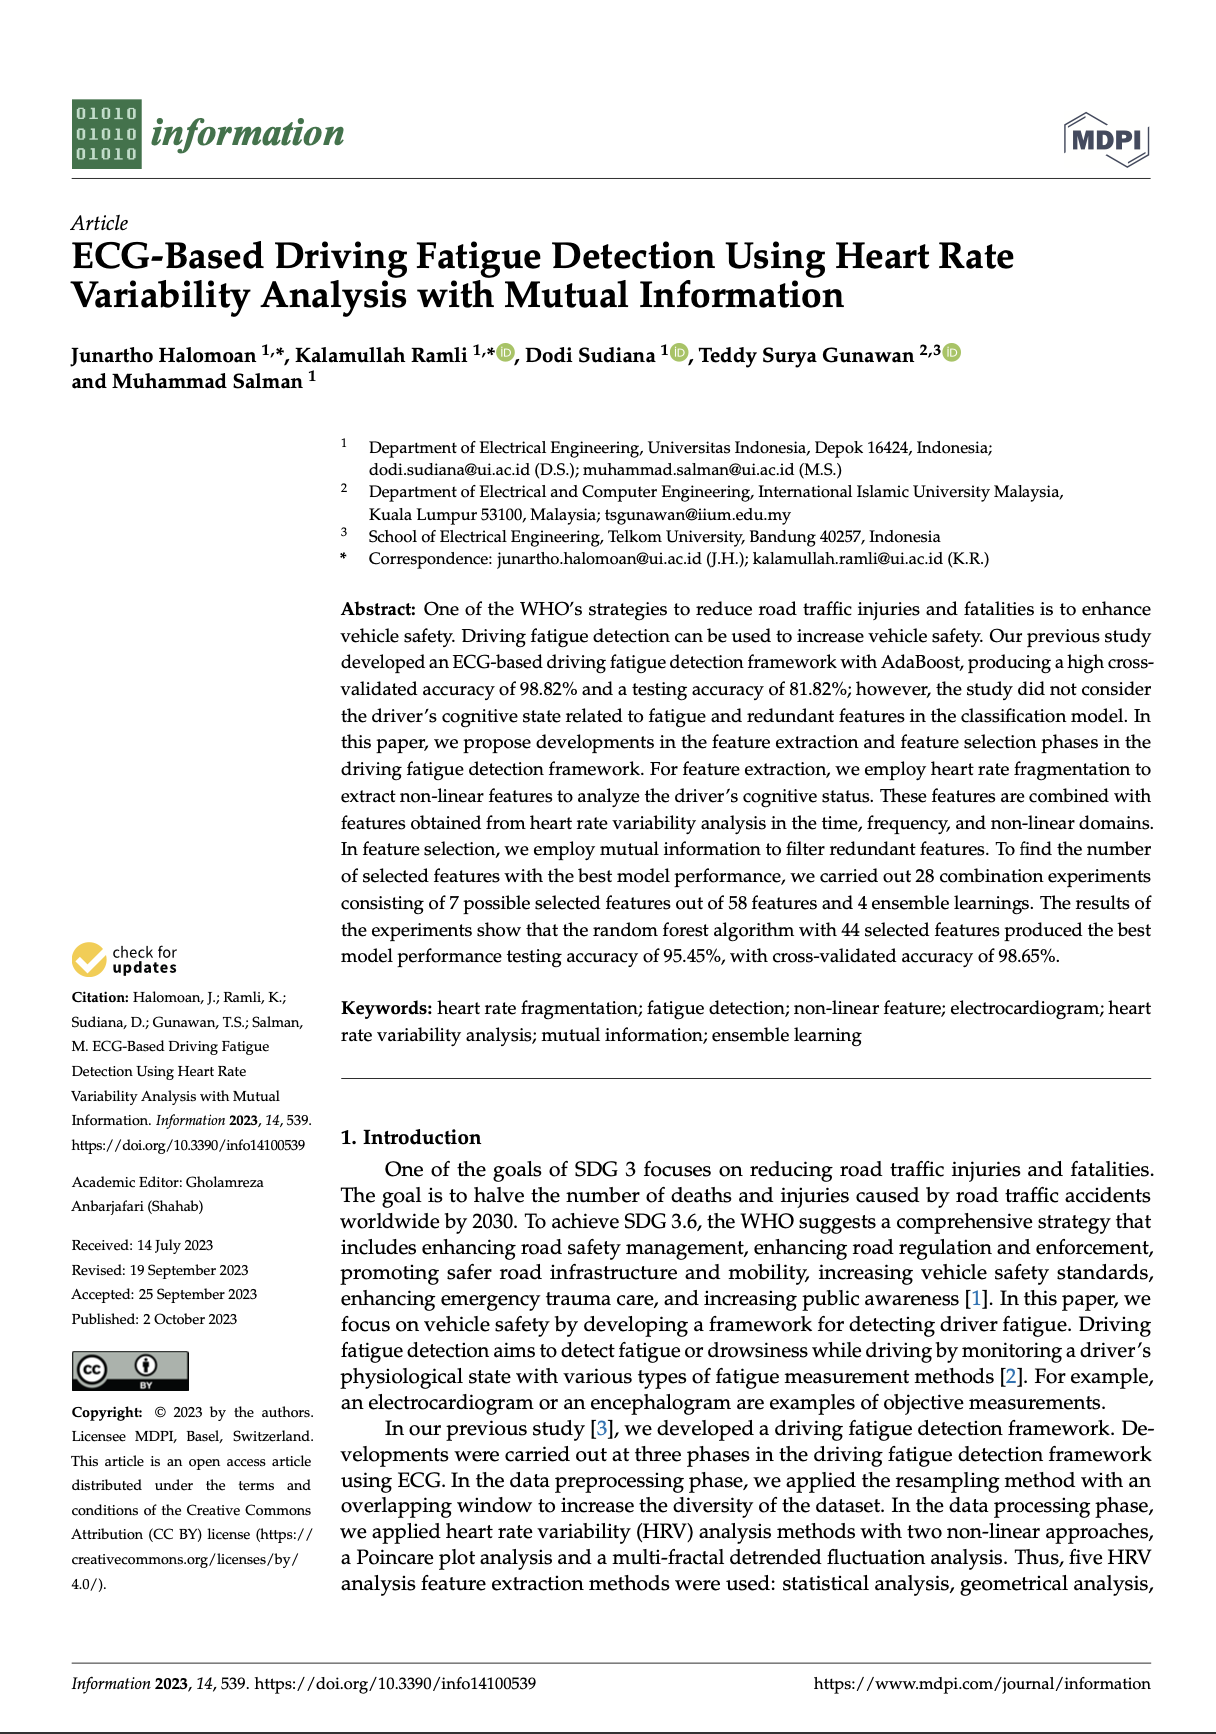 01010
01010
01010
information
MDPI
Article
ECG-Based Driving Fatigue Detection Using Heart Rate
Variability Analysis with Mutual Information
Junartho Halomoan 1,*, Kalamullah Ramli 1,* iD, Dodi Sudiana 1 iD, Teddy Surya Gunawan 2,3 iD
and Muhammad Salman 1
1 Department of Electrical Engineering, Universitas Indonesia, Depok 16424, Indonesia;
dodi.sudiana@ui.ac.id (D.S.); muhammad.salman@ui.ac.id (M.S.)
2 Department of Electrical and Computer Engineering, International Islamic University Malaysia,
Kuala Lumpur 53100, Malaysia; tsgunawan@iium.edu.my
3 School of Electrical Engineering, Telkom University, Bandung 40257, Indonesia
* Correspondence: junartho.halomoan@ui.ac.id (J.H.); kalamullah.ramli@ui.ac.id (K.R.)
Abstract: One of the WHO's strategies to reduce road traffic injuries and fatalities is to enhance
vehicle safety. Driving fatigue detection can be used to increase vehicle safety. Our previous study
developed an ECG-based driving fatigue detection framework with AdaBoost, producing a high cross-
validated accuracy of 98.82% and a testing accuracy of 81.82%; however, the study did not consider
the driver's cognitive state related to fatigue and redundant features in the classification model. In
this paper, we propose developments in the feature extraction and feature selection phases in the
driving fatigue detection framework. For feature extraction, we employ heart rate fragmentation to
extract non-linear features to analyze the driver's cognitive status. These features are combined with
features obtained from heart rate variability analysis in the time, frequency, and non-linear domains.
In feature selection, we employ mutual information to filter redundant features. To find the number
of selected features with the best model performance, we carried out 28 combination experiments
consisting of 7 possible selected features out of 58 features and 4 ensemble learnings. The results of
the experiments show that the random forest algorithm with 44 selected features produced the best
model performance testing accuracy of 95.45%, with cross-validated accuracy of 98.65%.
Keywords: heart rate fragmentation; fatigue detection; non-linear feature; electrocardiogram; heart
rate variability analysis; mutual information; ensemble learning
check for
updates
Citation: Halomoan, J.; Ramli, K.;
Sudiana, D.; Gunawan, T.S.; Salman,
M. ECG-Based Driving Fatigue
Detection Using Heart Rate
Variability Analysis with Mutual
Information. Information 2023, 14, 539.
https://doi.org/10.3390/info14100539
Academic Editor: Gholamreza
Anbarjafari (Shahab)
Received: 14 July 2023
Revised: 19 September 2023
Accepted: 25 September 2023
Published: 2 October 2023
cc BY
Copyright: © 2023 by the authors.
Licensee MDPI, Basel, Switzerland.
This article is an open access article
distributed under the terms and
conditions of the Creative Commons
Attribution (CC BY) license (https://
creativecommons.org/licenses/by/
4.0/).
1. Introduction
One of the goals of SDG 3 focuses on reducing road traffic injuries and fatalities.
The goal is to halve the number of deaths and injuries caused by road traffic accidents
worldwide by 2030. To achieve SDG 3.6, the WHO suggests a comprehensive strategy that
includes enhancing road safety management, enhancing road regulation and enforcement,
promoting safer road infrastructure and mobility, increasing vehicle safety standards,
enhancing emergency trauma care, and increasing public awareness [1]. In this paper, we
focus on vehicle safety by developing a framework for detecting driver fatigue. Driving
fatigue detection aims to detect fatigue or drowsiness while driving by monitoring a driver's
physiological state with various types of fatigue measurement methods [2]. For example,
an electrocardiogram or an encephalogram are examples of objective measurements.
In our previous study [3], we developed a driving fatigue detection framework. De-
velopments were carried out at three phases in the driving fatigue detection framework
using ECG. In the data preprocessing phase, we applied the resampling method with an
overlapping window to increase the diversity of the dataset. In the data processing phase,
we applied heart rate variability (HRV) analysis methods with two non-linear approaches,
a Poincare plot analysis and a multi-fractal detrended fluctuation analysis. Thus, five HRV
analysis feature extraction methods were used: statistical analysis, geometrical analysis,
Information 2023, 14, 539. https://doi.org/10.3390/info14100539
https://www.mdpi.com/journal/information